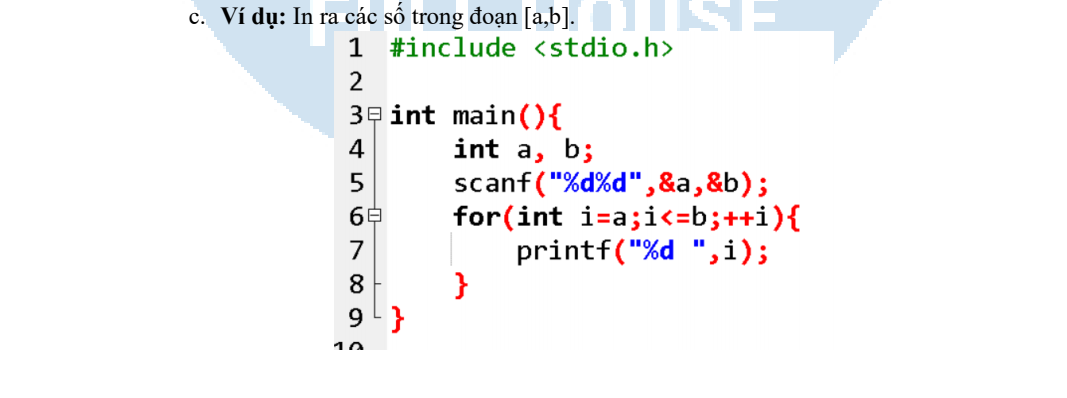 c. Ví dụ: In ra các số trong đoạn [a,b].
1 #include <stdio.h>
2
3 int main(){
4 int a, b;
5 scanf("%d%d",&a,&b);
6 for(int i=a;i<=b;++i){
7 printf("%d ",i);
8 }
9 }
10